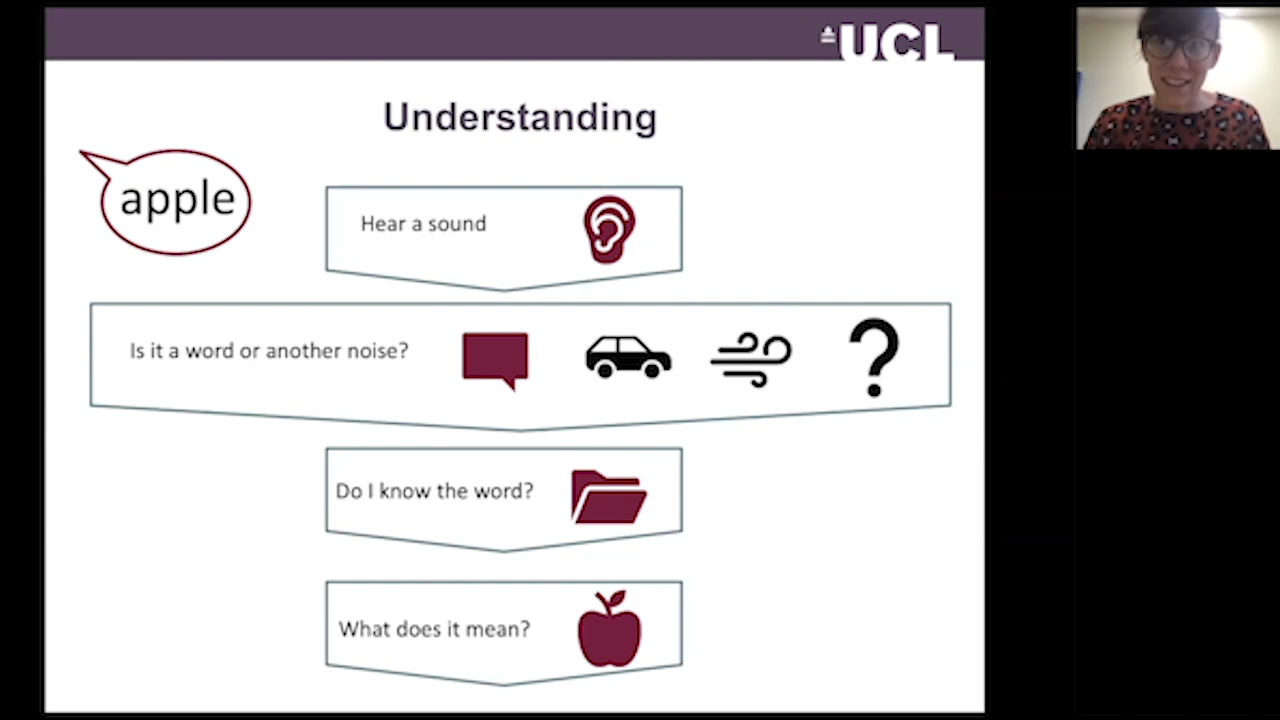 UCL
Understanding
apple
Hear a sound
Is it a word or another noise?
?
Do I know the word?
What does it mean?